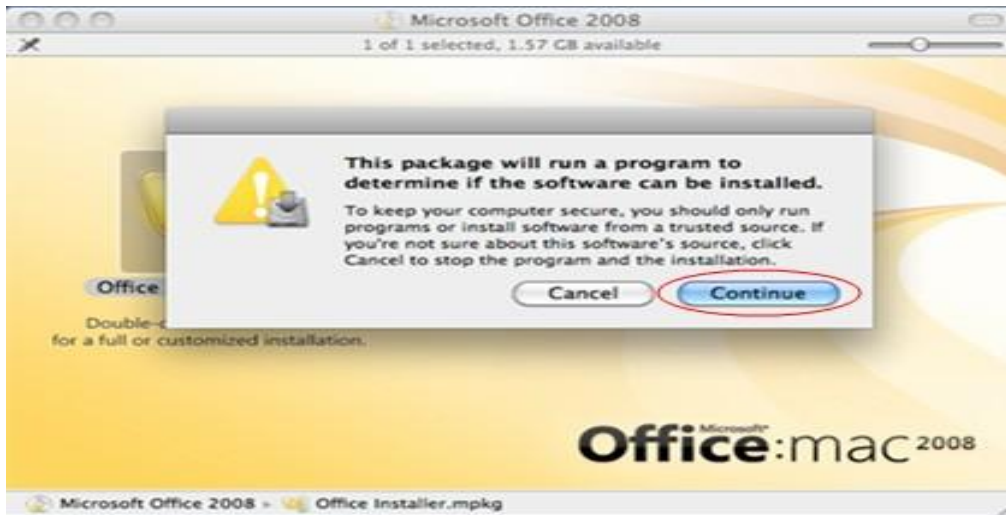 Microsoft Office 2008
1 of 1 selected, 1.57 GB available
This package will run a program to
determine if the software can be installed.
To keep your computer secure, you should only run
programs or install software from a trusted source. If
you're not sure about this software's source, click
Cancel to stop the program and the installation.
Cancel
Continue
Office
Double-c
for a full or customized installation.
Microsoft
Office:mac 2008
Microsoft Office 2008
Office Installer.mpkg